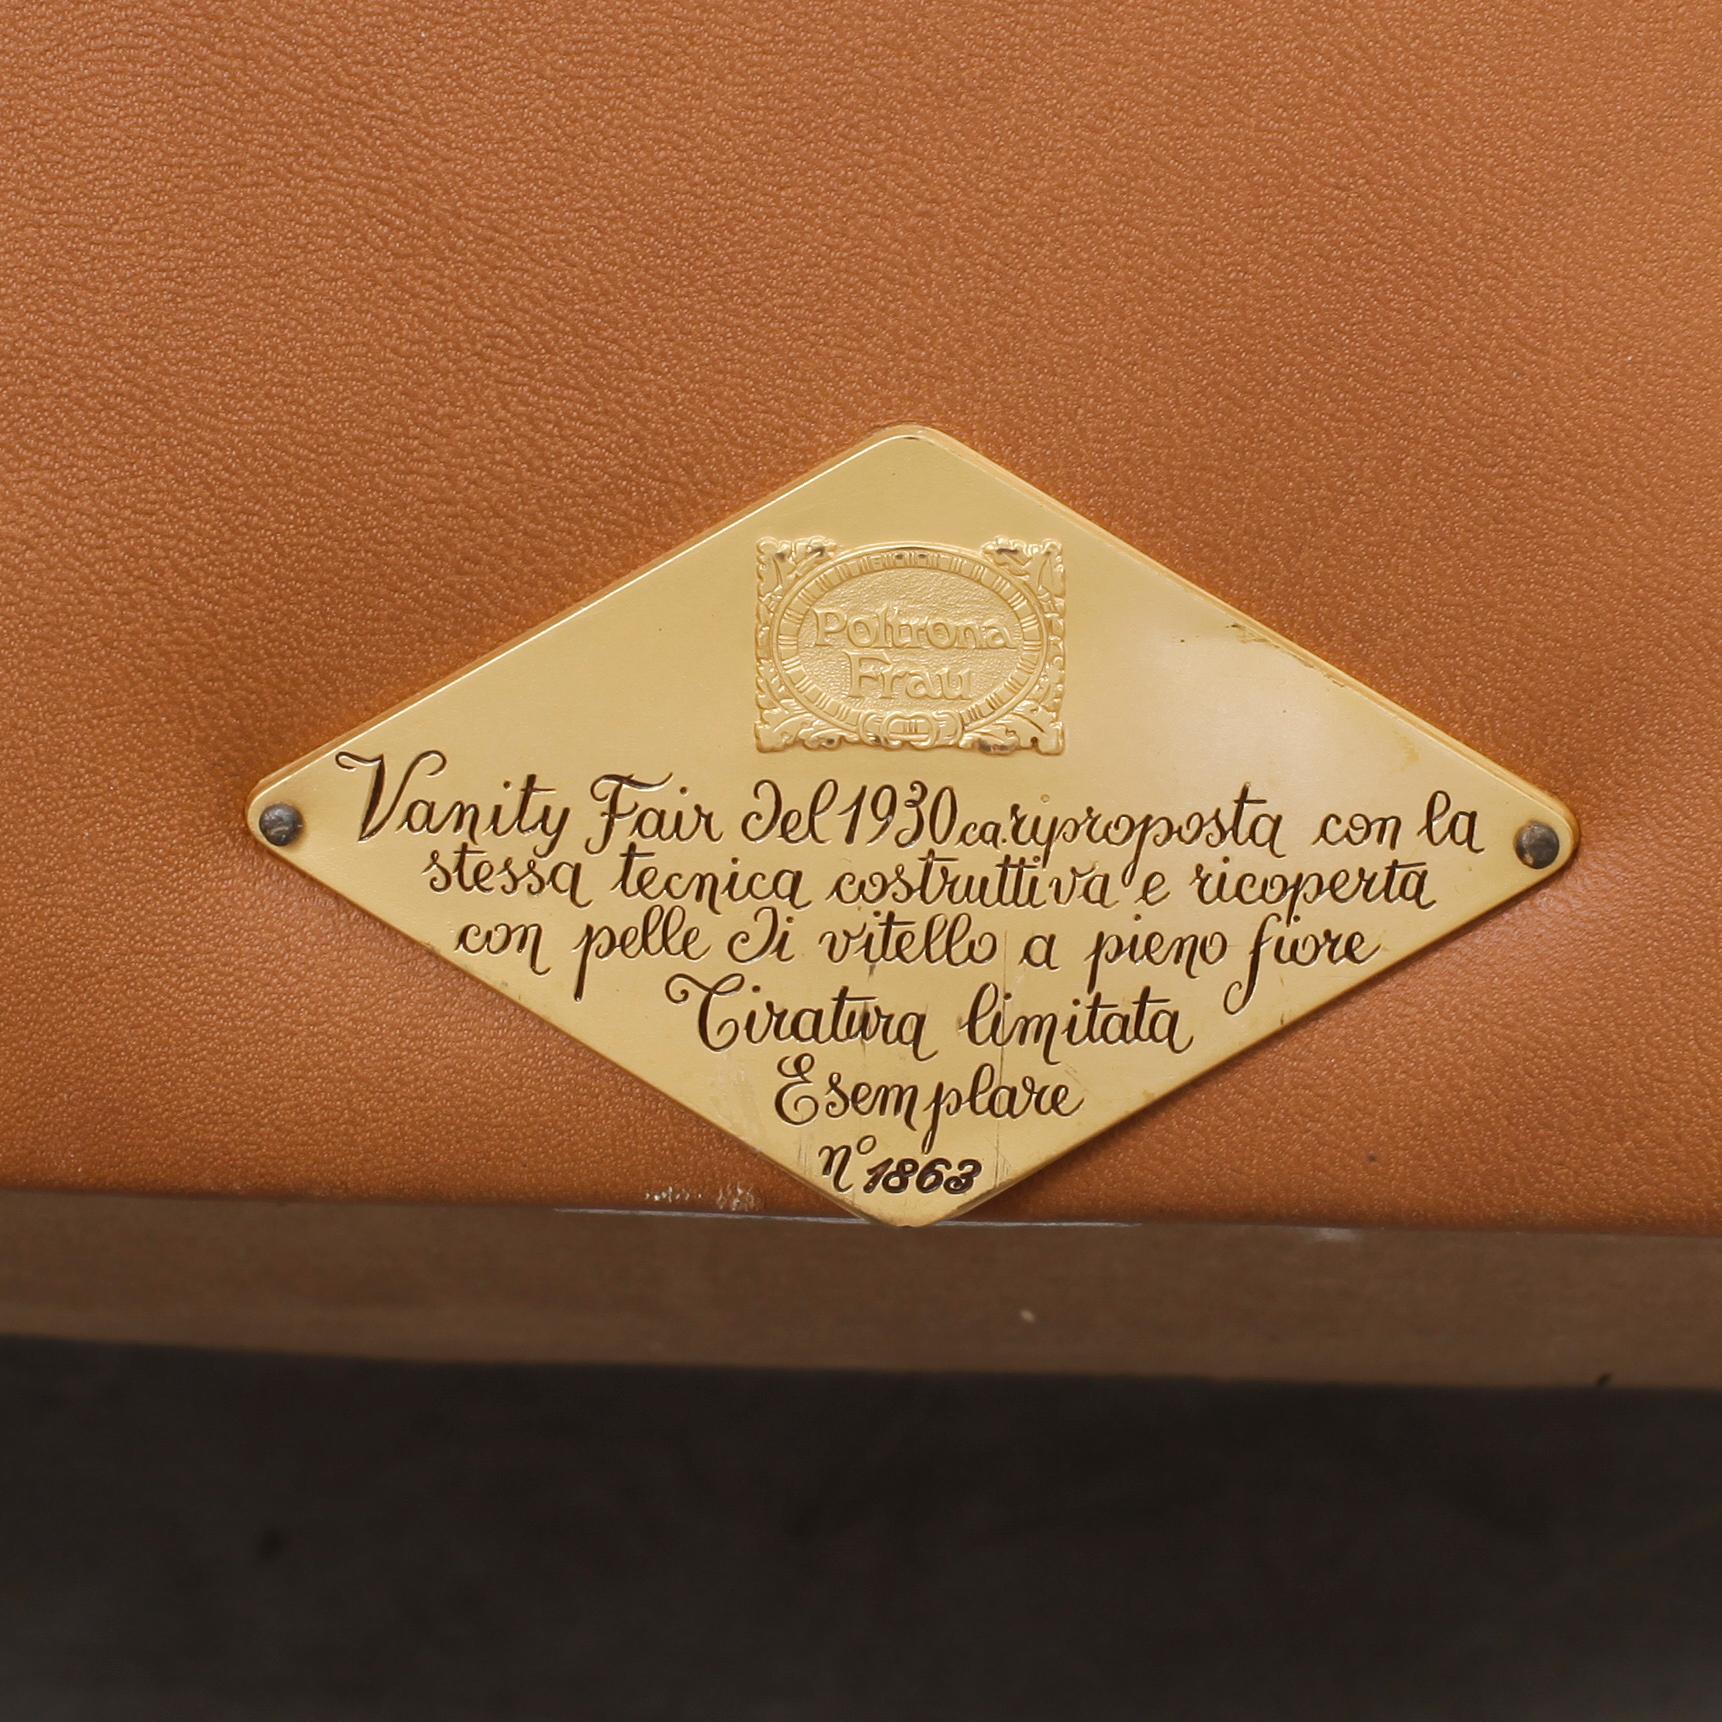 Poltrona
Frau
Vanity Fair del 1930 ca. riproposta con la
stessa tecnica costruttiva e ricoperta
con pelle di vitello a pieno fiore
Tiratura limitata
Esemplare
n° 1863